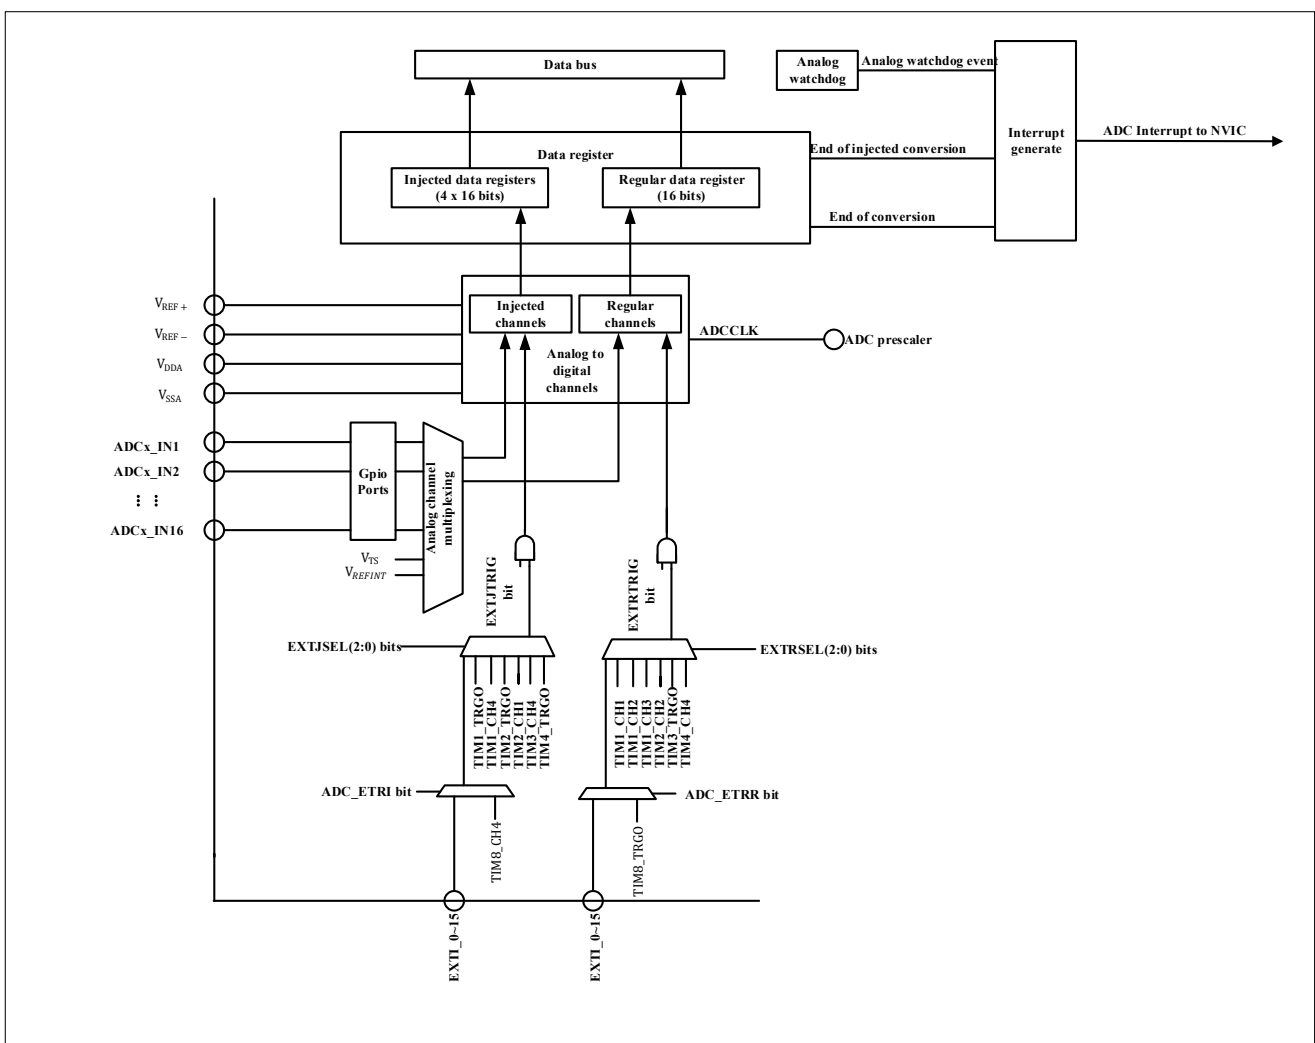 Data bus
Analog
watchdog
Analog watchdog event
Interrupt
generate
ADC Interrupt to NVIC
Data register
End of injected conversion
Injected data registers
(4 x 16 bits)
Regular data register
(16 bits)
End of conversion
VREF+
VREF−
VDDA
VSSA
Injected
channels
Regular
channels
Analog to
digital
channels
ADCCLK
ADC prescaler
ADCx_IN1
ADCx_IN2
⋮ ⋮
ADCx_IN16
Gpio
Ports
Analog channel
multiplexing
VTS
VREFINT
EXTJTRIG
bit
EXTRTRIG
bit
EXTJSEL(2:0) bits
EXTRSEL(2:0) bits
TIM1_TRGO
TIM1_CH4
TIM2_TRGO
TIM2_CH1
TIM3_CH4
TIM4_TRGO
TIM1_CH1
TIM1_CH2
TIM1_CH3
TIM2_CH2
TIM3_TRGO
TIM4_CH4
ADC_ETRI bit
ADC_ETRR bit
TIM8_CH4
TIM8_TRGO
EXTI_0~15
EXTI_0~15